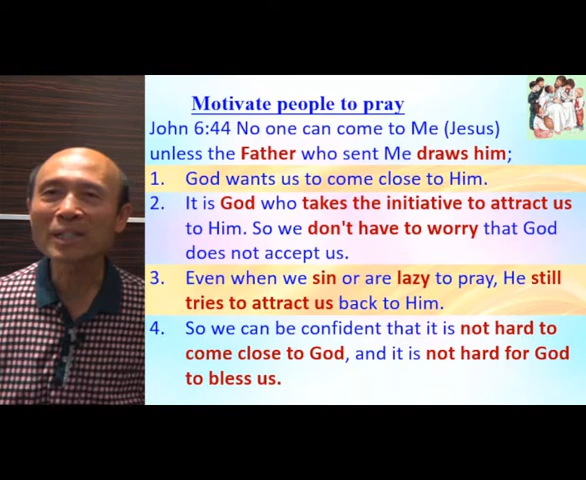 Motivate people to pray
John 6:44 No one can come to Me (Jesus)
unless the Father who sent Me draws him;
1. God wants us to come close to Him.
2. It is God who takes the initiative to attract us
to Him. So we don't have to worry that God
does not accept us.
3. Even when we sin or are lazy to pray, He still
tries to attract us back to Him.
4. So we can be confident that it is not hard to
come close to God, and it is not hard for God
to bless us.